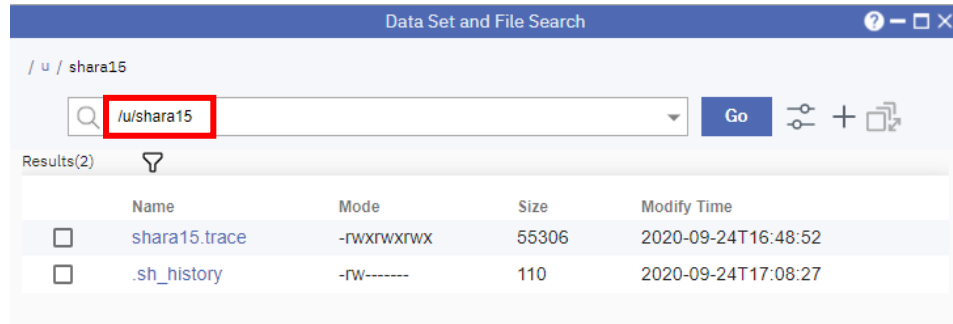 Data Set and File Search
/ u / shara15
/u/shara15 Go
Results(2)
Name Mode Size Modify Time
shara15.trace -rwxrwxrwx 55306 2020-09-24T16:48:52
.sh_history -rw------- 110 2020-09-24T17:08:27